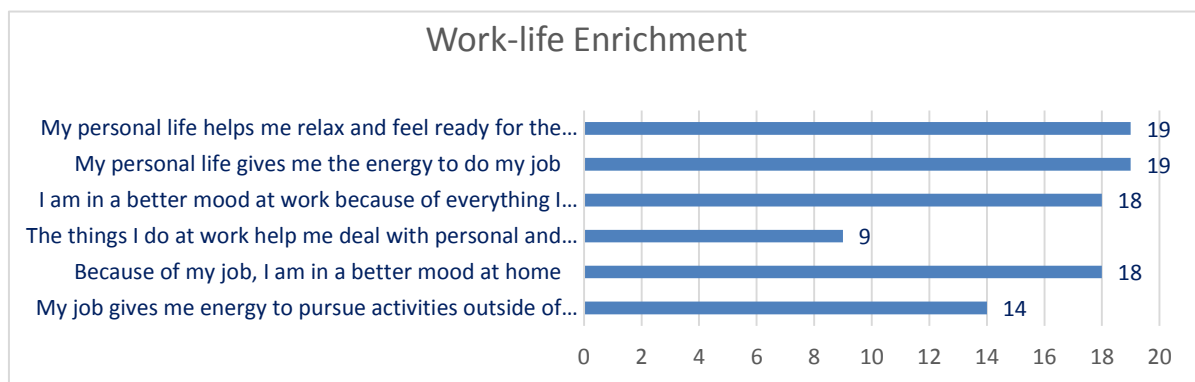 Work-life Enrichment
My personal life helps me relax and feel ready for the... 19
My personal life gives me the energy to do my job 19
I am in a better mood at work because of everything I... 18
The things I do at work help me deal with personal and... 9
Because of my job, I am in a better mood at home 18
My job gives me energy to pursue activities outside of... 14
0 2 4 6 8 10 12 14 16 18 20